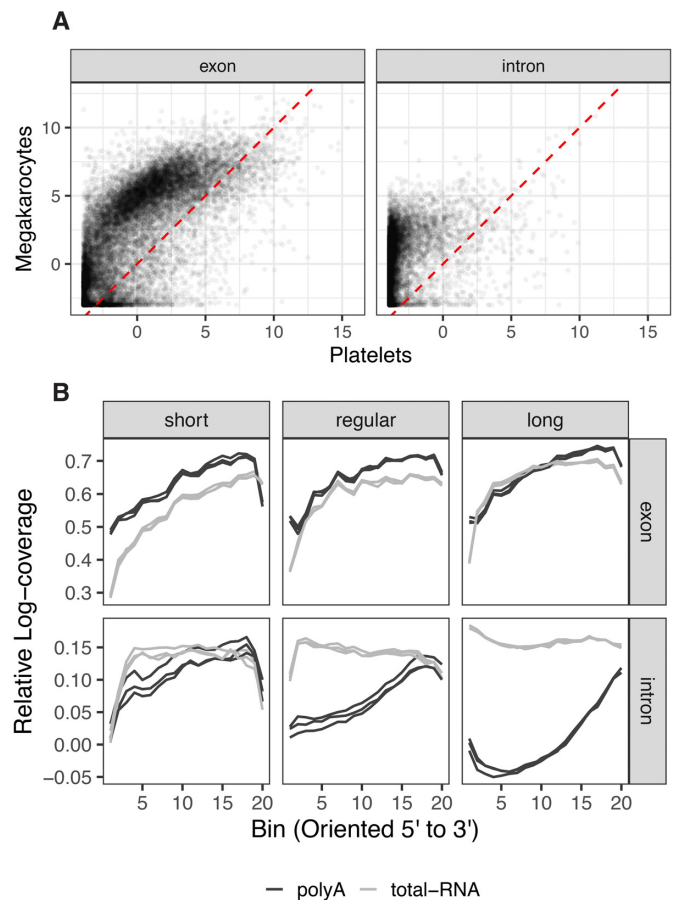 A
exon
intron
Megakarocytes
10
5
0
0
5
10
15
0
5
10
15
Platelets
B
short
regular
long
Relative Log−coverage
0.7
0.6
0.5
0.4
0.3
exon
0.15
0.10
0.05
0.00
−0.05
intron
5
10
15
20
5
10
15
20
5
10
15
20
Bin (Oriented 5' to 3')
polyA
total−RNA